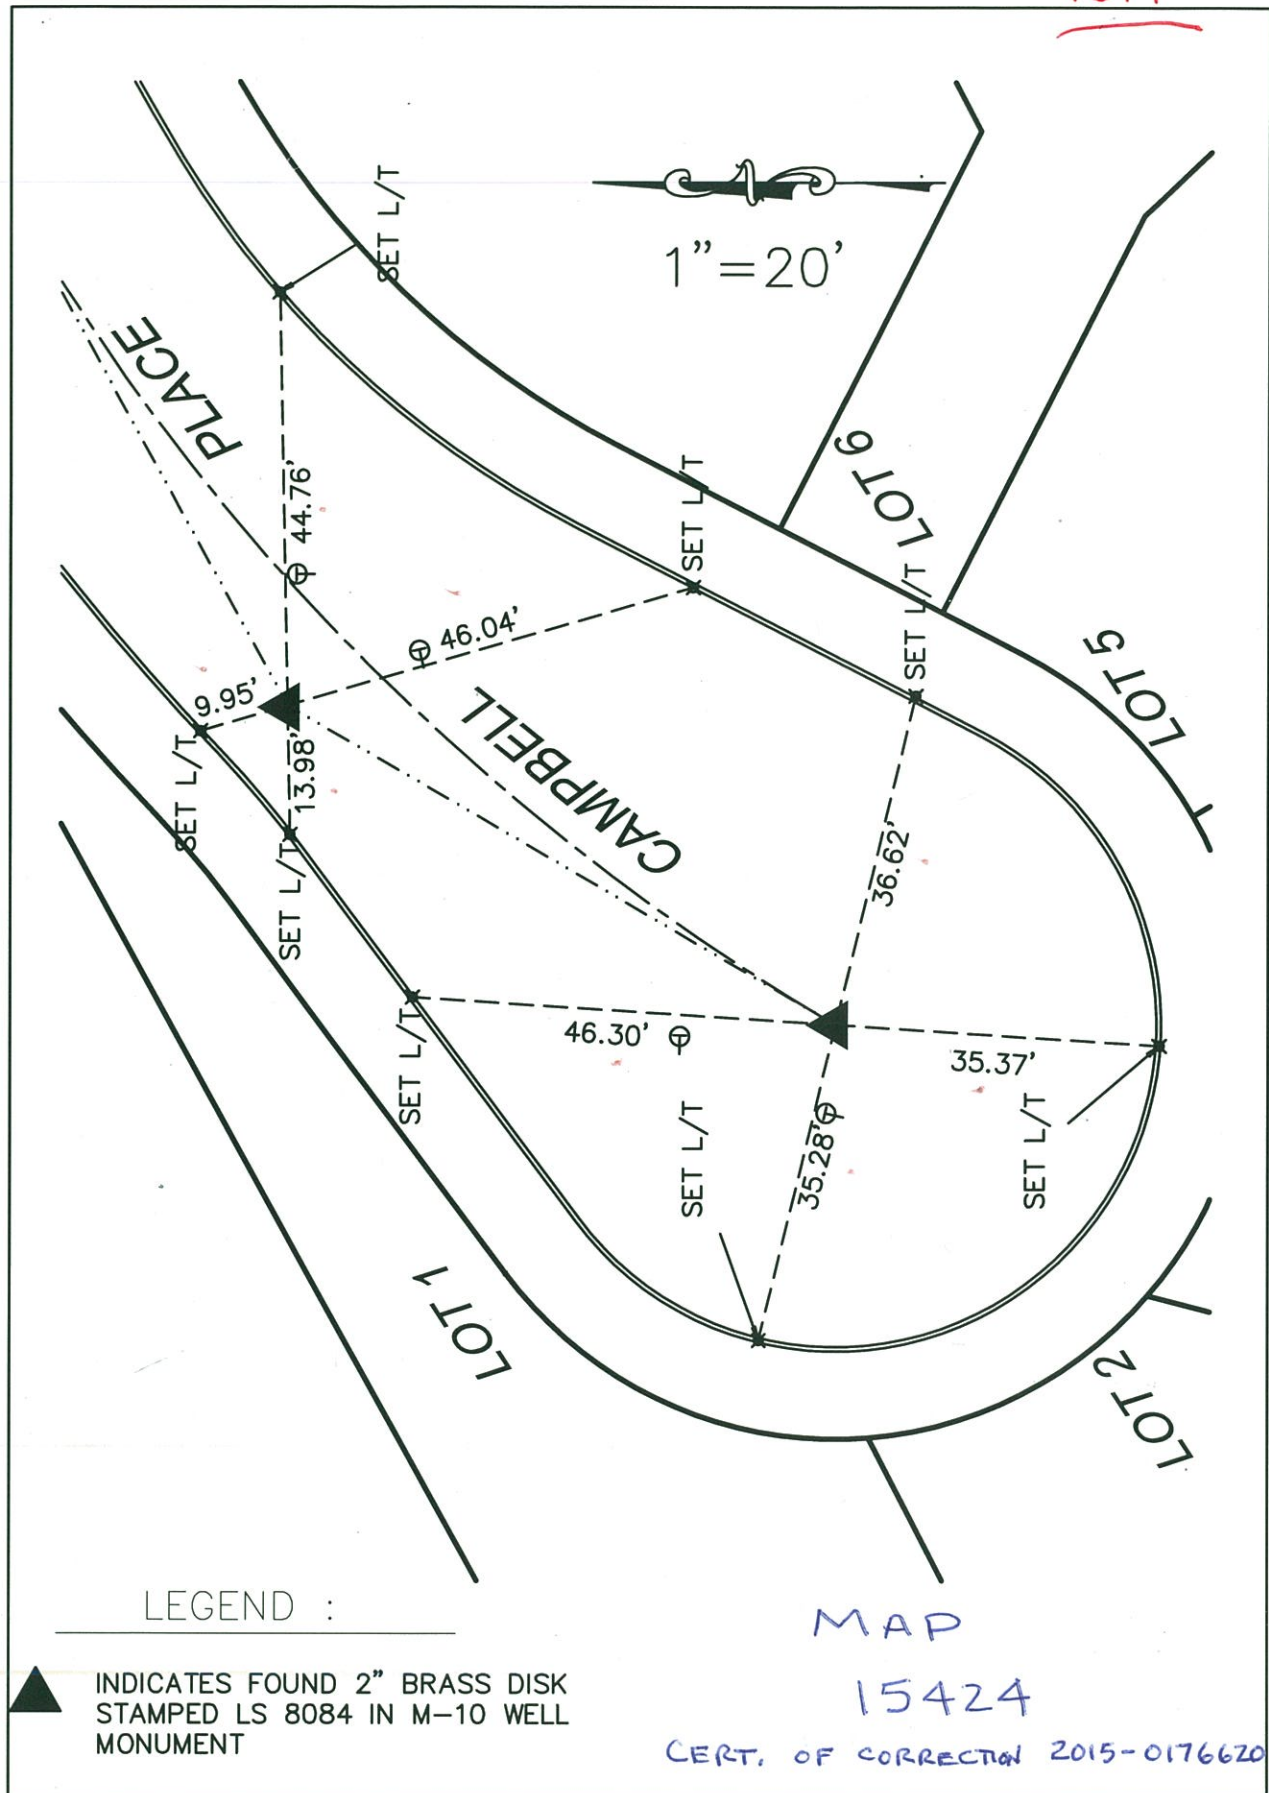 SET L/T
1"=20'
PLACE
44.76'
SET L/T
LOT 6
SET L/T
46.04'
9.95'
LOT 5
SET L/T
13.98'
CAMPBELL
SET L/T
36.62'
46.30'
35.37'
SET L/T
35.28'
SET L/T
SET L/T
LOT 1
LOT 2
LEGEND :
INDICATES FOUND 2" BRASS DISK
STAMPED LS 8084 IN M-10 WELL
MONUMENT
MAP
15424
CERT. OF CORRECTION 2015-0176620